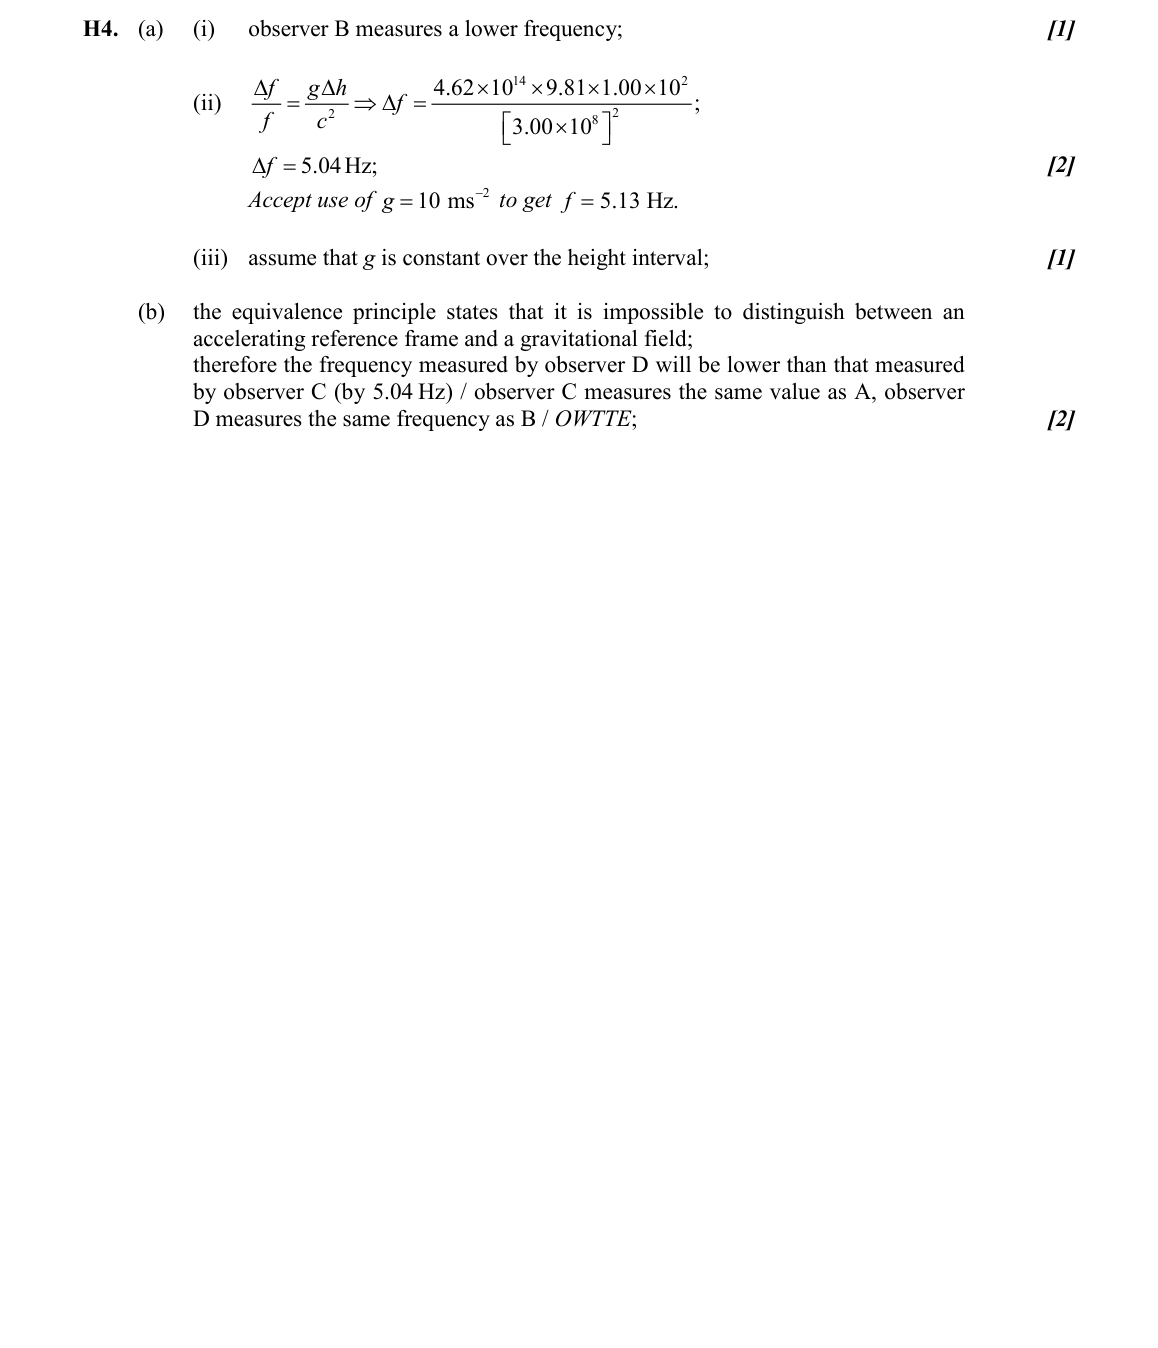 H4. (a) (i) observer B measures a lower frequency; [1]
(ii) Δf/f = gΔh/c² ⇒ Δf = 4.62×10¹⁴ ×9.81×1.00×10² / [3.00×10⁸]²;
Δf = 5.04 Hz; [2]
Accept use of g = 10 ms⁻² to get f = 5.13 Hz.
(iii) assume that g is constant over the height interval; [1]
(b) the equivalence principle states that it is impossible to distinguish between an
accelerating reference frame and a gravitational field;
therefore the frequency measured by observer D will be lower than that measured
by observer C (by 5.04 Hz) / observer C measures the same value as A, observer
D measures the same frequency as B / OWTTE; [2]